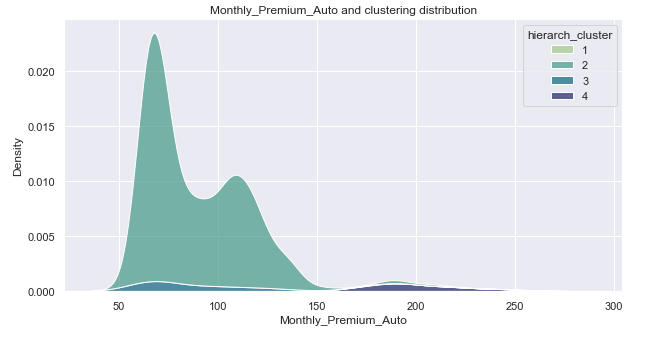 Monthly_Premium_Auto and clustering distribution
hierarch_cluster
1
2
3
4
Density
0.020
0.015
0.010
0.005
0.000
50 100 150 200 250 300
Monthly_Premium_Auto